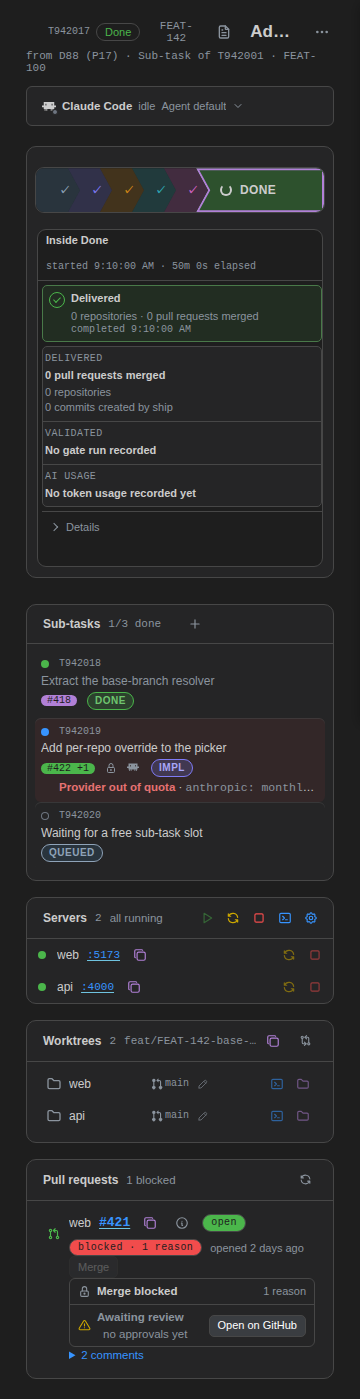 T942017 Done FEAT-142 Ad…
from D88 (P17) · Sub-task of T942001 · FEAT-100
Claude Code idle Agent default
DONE
Inside Done
started 9:10:00 AM · 50m 0s elapsed
Delivered
0 repositories · 0 pull requests merged
completed 9:10:00 AM
DELIVERED
0 pull requests merged
0 repositories
0 commits created by ship
VALIDATED
No gate run recorded
AI USAGE
No token usage recorded yet
Details
Sub-tasks 1/3 done
T942018
Extract the base-branch resolver
#418 DONE
T942019
Add per-repo override to the picker
#422 +1 IMPL
Provider out of quota · anthropic: monthl…
T942020
Waiting for a free sub-task slot
QUEUED
Servers 2 all running
web :5173
api :4000
Worktrees 2 feat/FEAT-142-base-…
web main
api main
Pull requests 1 blocked
web #421 open
blocked · 1 reason opened 2 days ago
Merge
Merge blocked 1 reason
Awaiting review
no approvals yet
Open on GitHub
2 comments